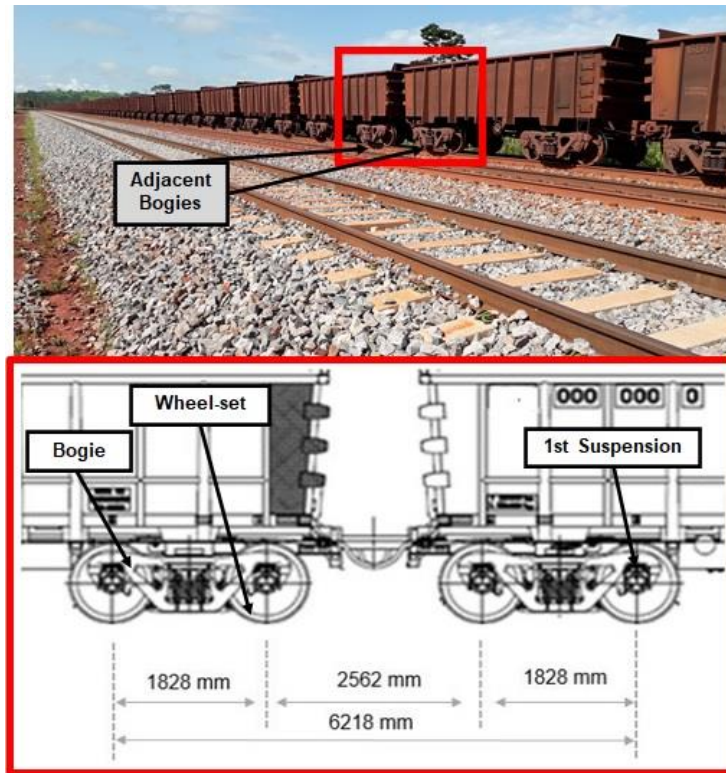 Adjacent
Bogies
Wheel-set
Bogie
1st Suspension
000 000 0
1828 mm
2562 mm
1828 mm
6218 mm